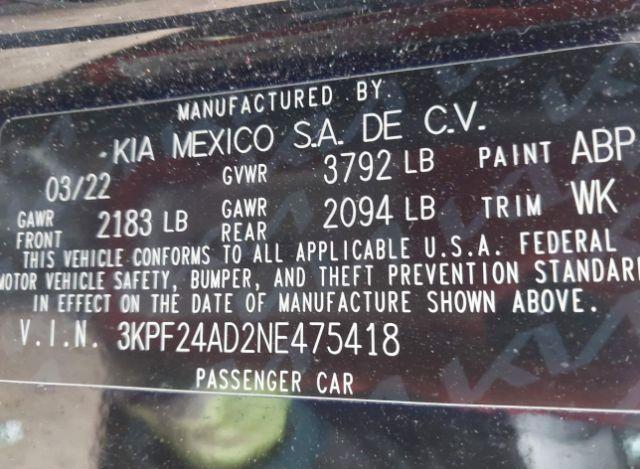 MANUFACTURED BY.
KIA MEXICO S.A. DE C.V.
03/22 GVWR 3792 LB PAINT ABP
GAWR FRONT 2183 LB GAWR REAR 2094 LB TRIM WK
THIS VEHICLE CONFORMS TO ALL APPLICABLE U.S.A. FEDERAL
MOTOR VEHICLE SAFETY, BUMPER, AND THEFT PREVENTION STANDARD
IN EFFECT ON THE DATE OF MANUFACTURE SHOWN ABOVE.
V.I.N. 3KPF24AD2NE475418
PASSENGER CAR